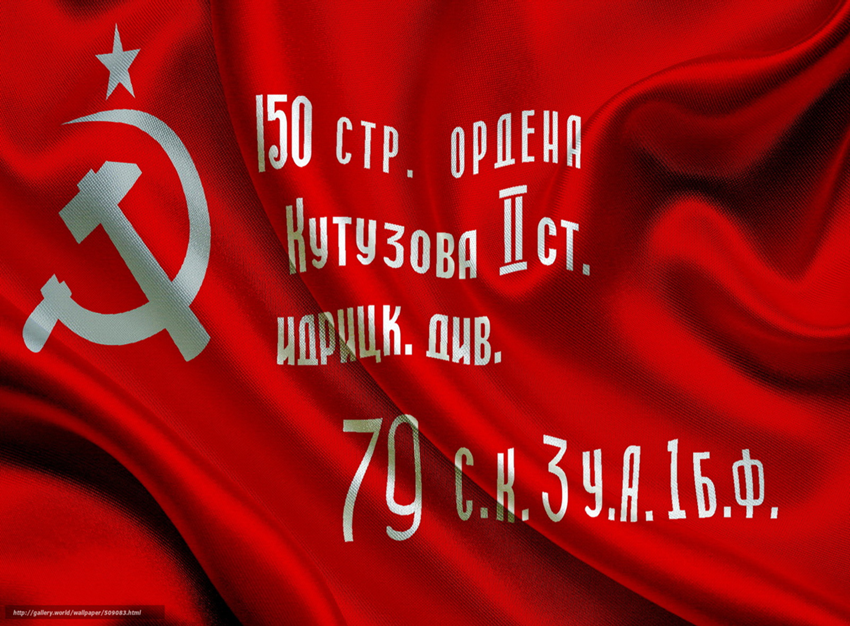 150 стр. ордена
Кутузова II ст.
идрицк. див.
79 с.к. 3 у.а. 1 б.ф.
http://gallery.world/wallpaper/509083.html